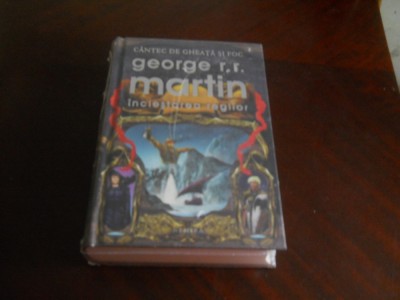 CÂNTEC DE GHEAȚĂ ȘI FOC
george r.r.
martin
încleștarea regilor